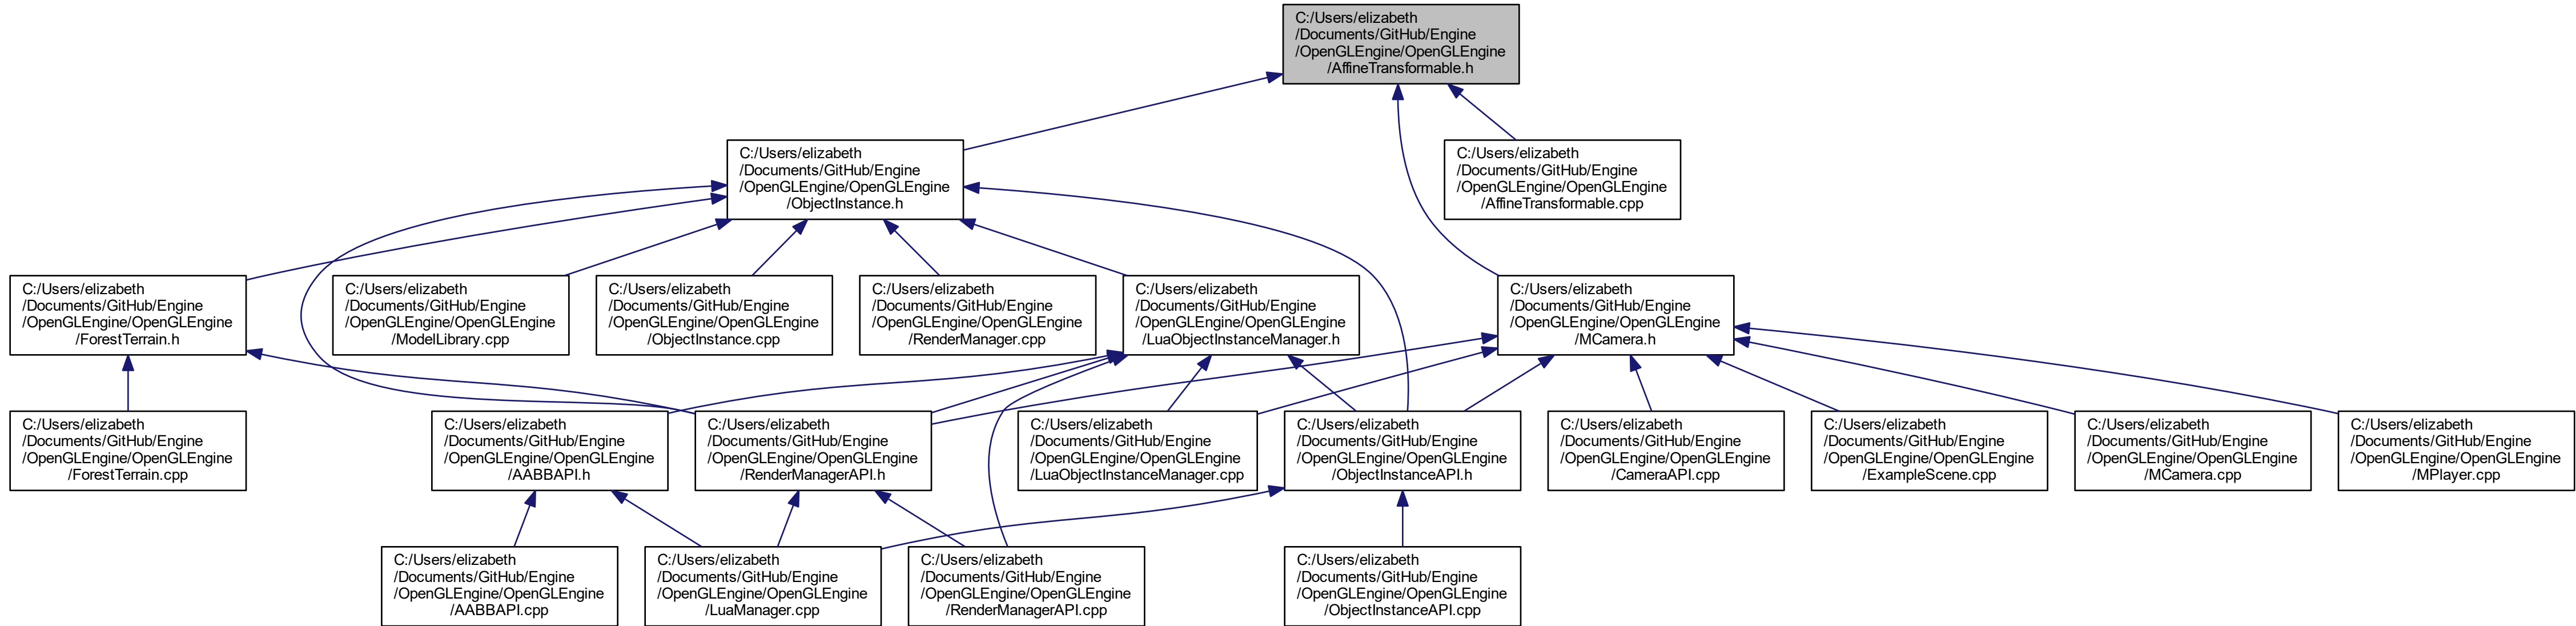 C:/Users/elizabeth
/Documents/GitHub/Engine
/OpenGLEngine/OpenGLEngine
/AffineTransformable.h
C:/Users/elizabeth
/Documents/GitHub/Engine
/OpenGLEngine/OpenGLEngine
/ObjectInstance.h
C:/Users/elizabeth
/Documents/GitHub/Engine
/OpenGLEngine/OpenGLEngine
/AffineTransformable.cpp
C:/Users/elizabeth
/Documents/GitHub/Engine
/OpenGLEngine/OpenGLEngine
/ForestTerrain.h
C:/Users/elizabeth
/Documents/GitHub/Engine
/OpenGLEngine/OpenGLEngine
/ModelLibrary.cpp
C:/Users/elizabeth
/Documents/GitHub/Engine
/OpenGLEngine/OpenGLEngine
/ObjectInstance.cpp
C:/Users/elizabeth
/Documents/GitHub/Engine
/OpenGLEngine/OpenGLEngine
/RenderManager.cpp
C:/Users/elizabeth
/Documents/GitHub/Engine
/OpenGLEngine/OpenGLEngine
/LuaObjectInstanceManager.h
C:/Users/elizabeth
/Documents/GitHub/Engine
/OpenGLEngine/OpenGLEngine
/MCamera.h
C:/Users/elizabeth
/Documents/GitHub/Engine
/OpenGLEngine/OpenGLEngine
/ForestTerrain.cpp
C:/Users/elizabeth
/Documents/GitHub/Engine
/OpenGLEngine/OpenGLEngine
/AABBAPI.h
C:/Users/elizabeth
/Documents/GitHub/Engine
/OpenGLEngine/OpenGLEngine
/RenderManagerAPI.h
C:/Users/elizabeth
/Documents/GitHub/Engine
/OpenGLEngine/OpenGLEngine
/LuaObjectInstanceManager.cpp
C:/Users/elizabeth
/Documents/GitHub/Engine
/OpenGLEngine/OpenGLEngine
/ObjectInstanceAPI.h
C:/Users/elizabeth
/Documents/GitHub/Engine
/OpenGLEngine/OpenGLEngine
/CameraAPI.cpp
C:/Users/elizabeth
/Documents/GitHub/Engine
/OpenGLEngine/OpenGLEngine
/ExampleScene.cpp
C:/Users/elizabeth
/Documents/GitHub/Engine
/OpenGLEngine/OpenGLEngine
/MCamera.cpp
C:/Users/elizabeth
/Documents/GitHub/Engine
/OpenGLEngine/OpenGLEngine
/MPlayer.cpp
C:/Users/elizabeth
/Documents/GitHub/Engine
/OpenGLEngine/OpenGLEngine
/AABBAPI.cpp
C:/Users/elizabeth
/Documents/GitHub/Engine
/OpenGLEngine/OpenGLEngine
/LuaManager.cpp
C:/Users/elizabeth
/Documents/GitHub/Engine
/OpenGLEngine/OpenGLEngine
/RenderManagerAPI.cpp
C:/Users/elizabeth
/Documents/GitHub/Engine
/OpenGLEngine/OpenGLEngine
/ObjectInstanceAPI.cpp